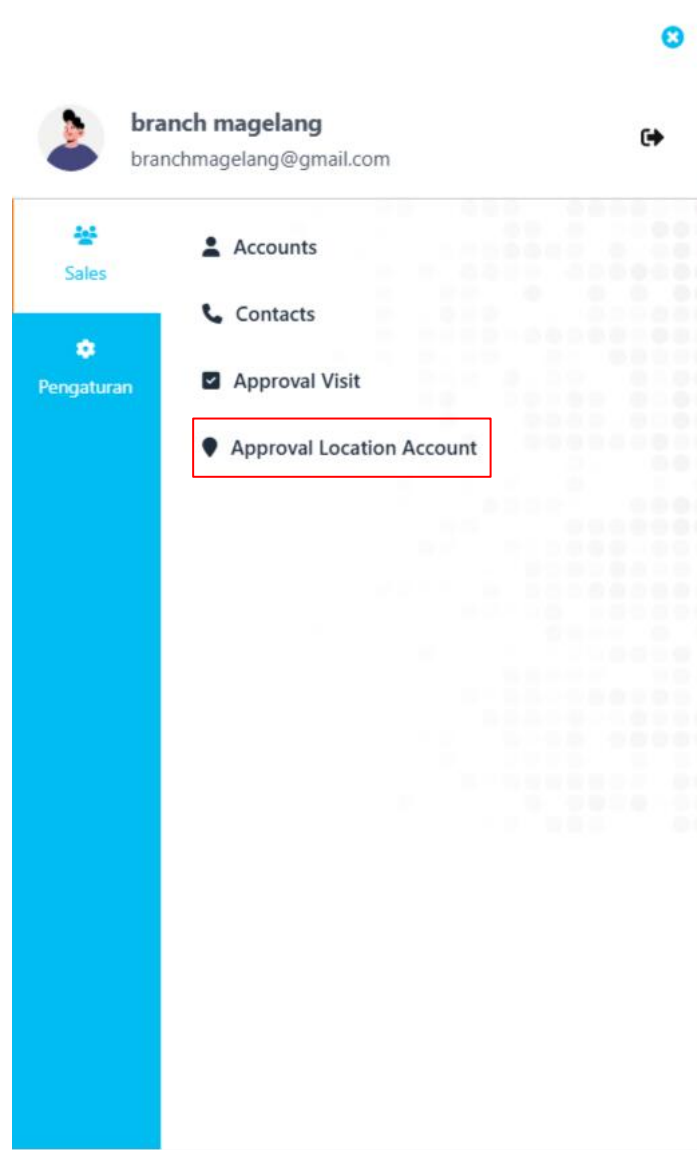 branch magelang
branchmagelang@gmail.com
Sales
Accounts
Contacts
Pengaturan
Approval Visit
Approval Location Account